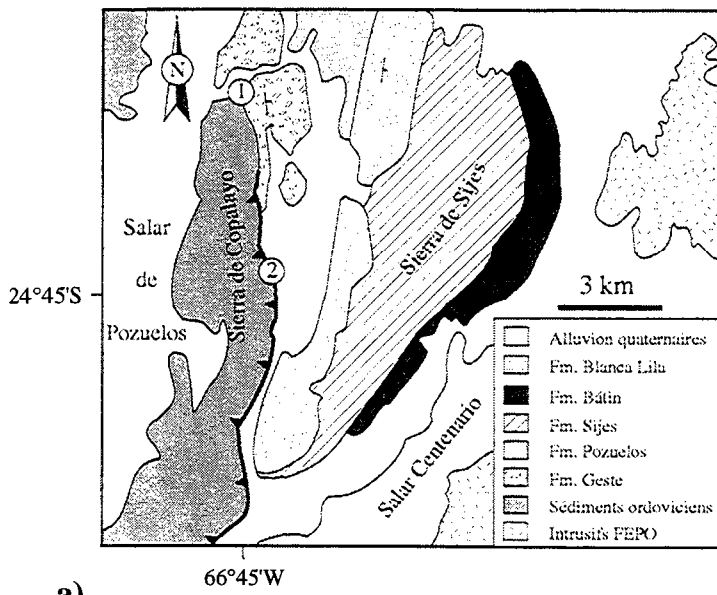 N
1
Sierra de Copalayo
Salar
de
Pozuelos
2
Sierra de Sijes
24°45'S
3 km
Alluvion quaternaires
Fm. Blanca Lila
Fm. Bátin
Fm. Sijes
Fm. Pozuelos
Fm. Geste
Sédiments ordoviciens
Intrusifs FEPO
Salar Centenario
66°45'W
a)